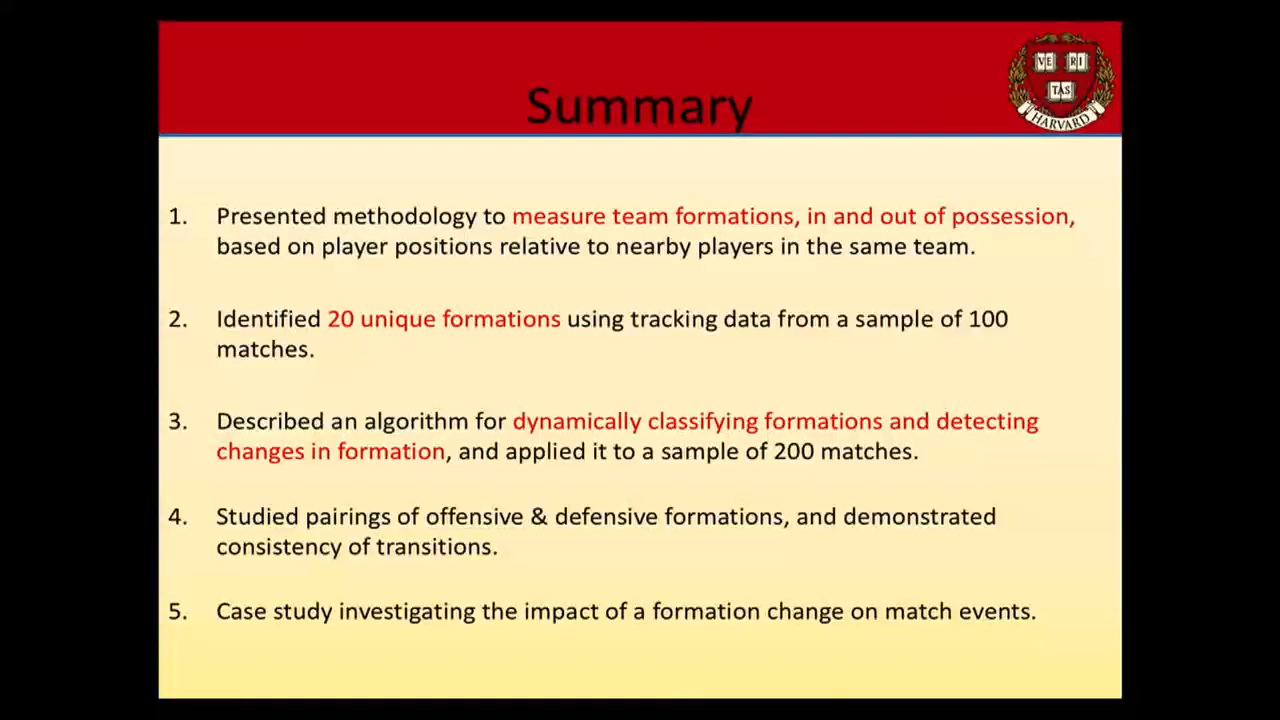 Summary
VE RI
TAS
HARVARD
1. Presented methodology to measure team formations, in and out of possession,
based on player positions relative to nearby players in the same team.
2. Identified 20 unique formations using tracking data from a sample of 100
matches.
3. Described an algorithm for dynamically classifying formations and detecting
changes in formation, and applied it to a sample of 200 matches.
4. Studied pairings of offensive & defensive formations, and demonstrated
consistency of transitions.
5. Case study investigating the impact of a formation change on match events.